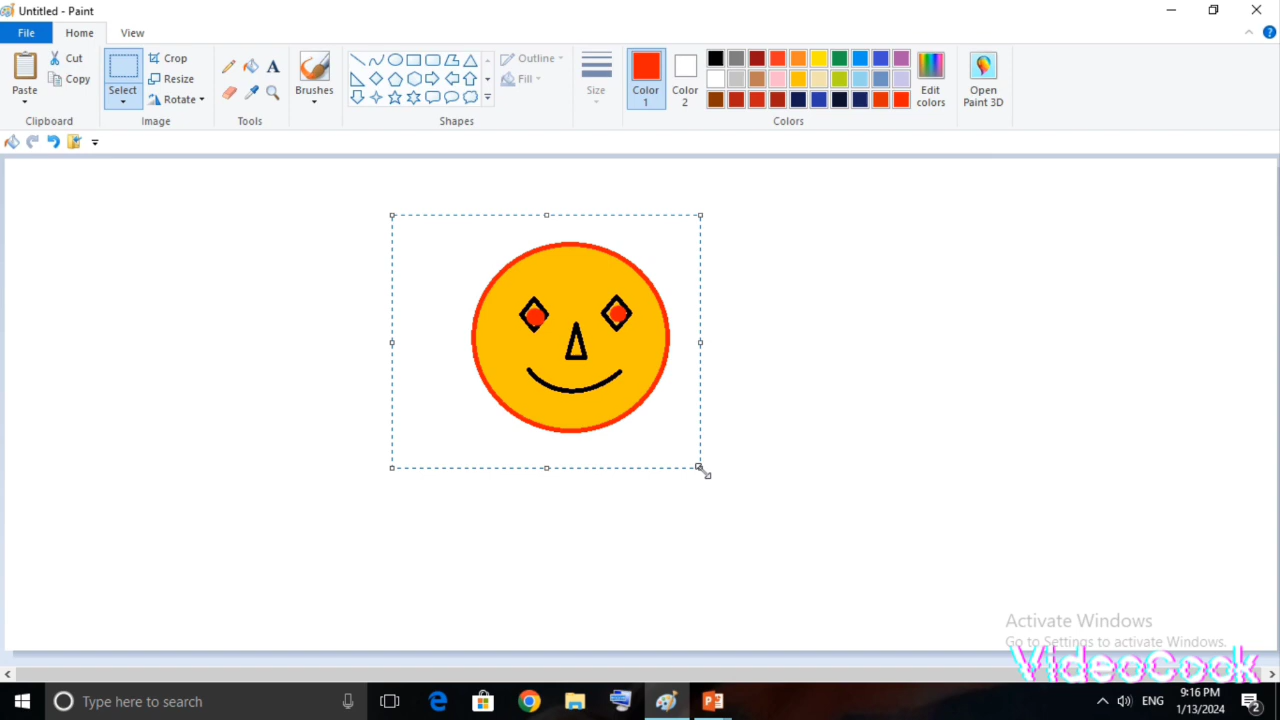 Untitled - Paint
File
Home
View
Paste
Cut
Copy
Clipboard
Select
Crop
Resize
Rotate
Image
A
Tools
Brushes
Shapes
Outline
Fill
Size
Color 1
Color 2
Colors
Edit colors
Open Paint 3D
Activate Windows
Go to Settings to activate Windows.
VideoCook
Type here to search
ENG
9:16 PM
1/13/2024
2